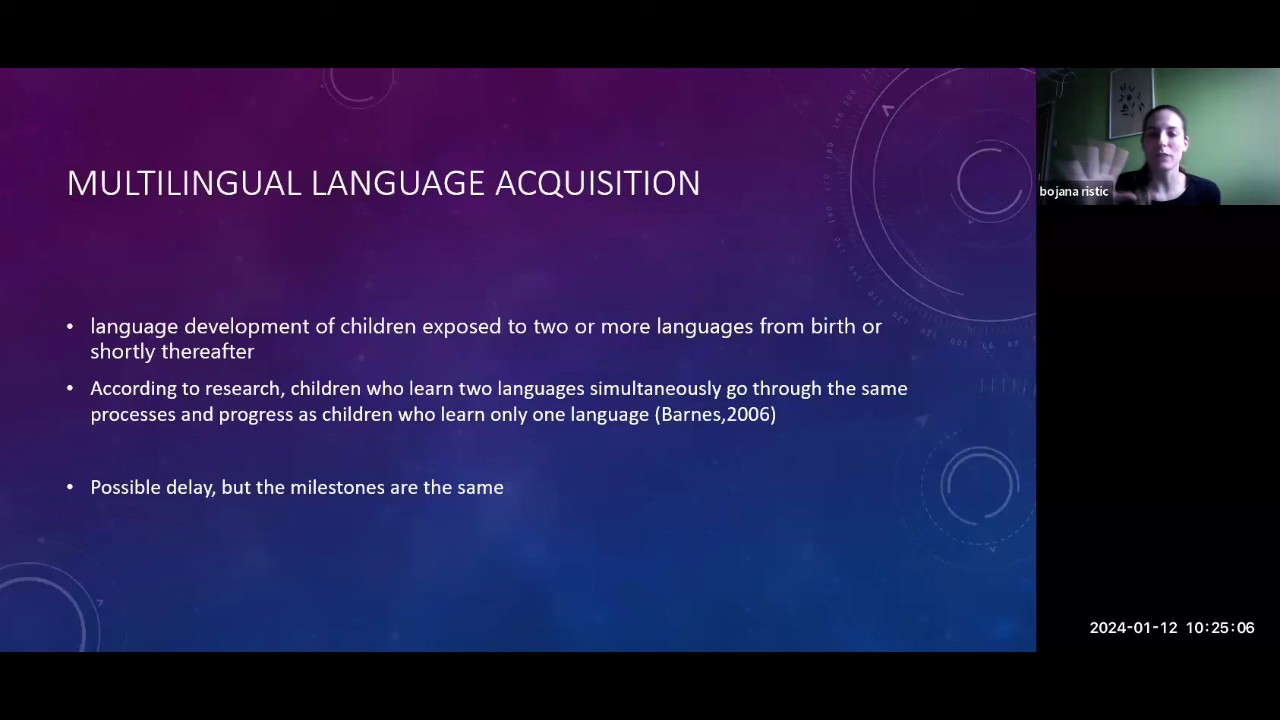 MULTILINGUAL LANGUAGE ACQUISITION
• language development of children exposed to two or more languages from birth or
shortly thereafter
• According to research, children who learn two languages simultaneously go through the same
processes and progress as children who learn only one language (Barnes,2006)
• Possible delay, but the milestones are the same
bojana ristic
2024-01-12 10:25:06